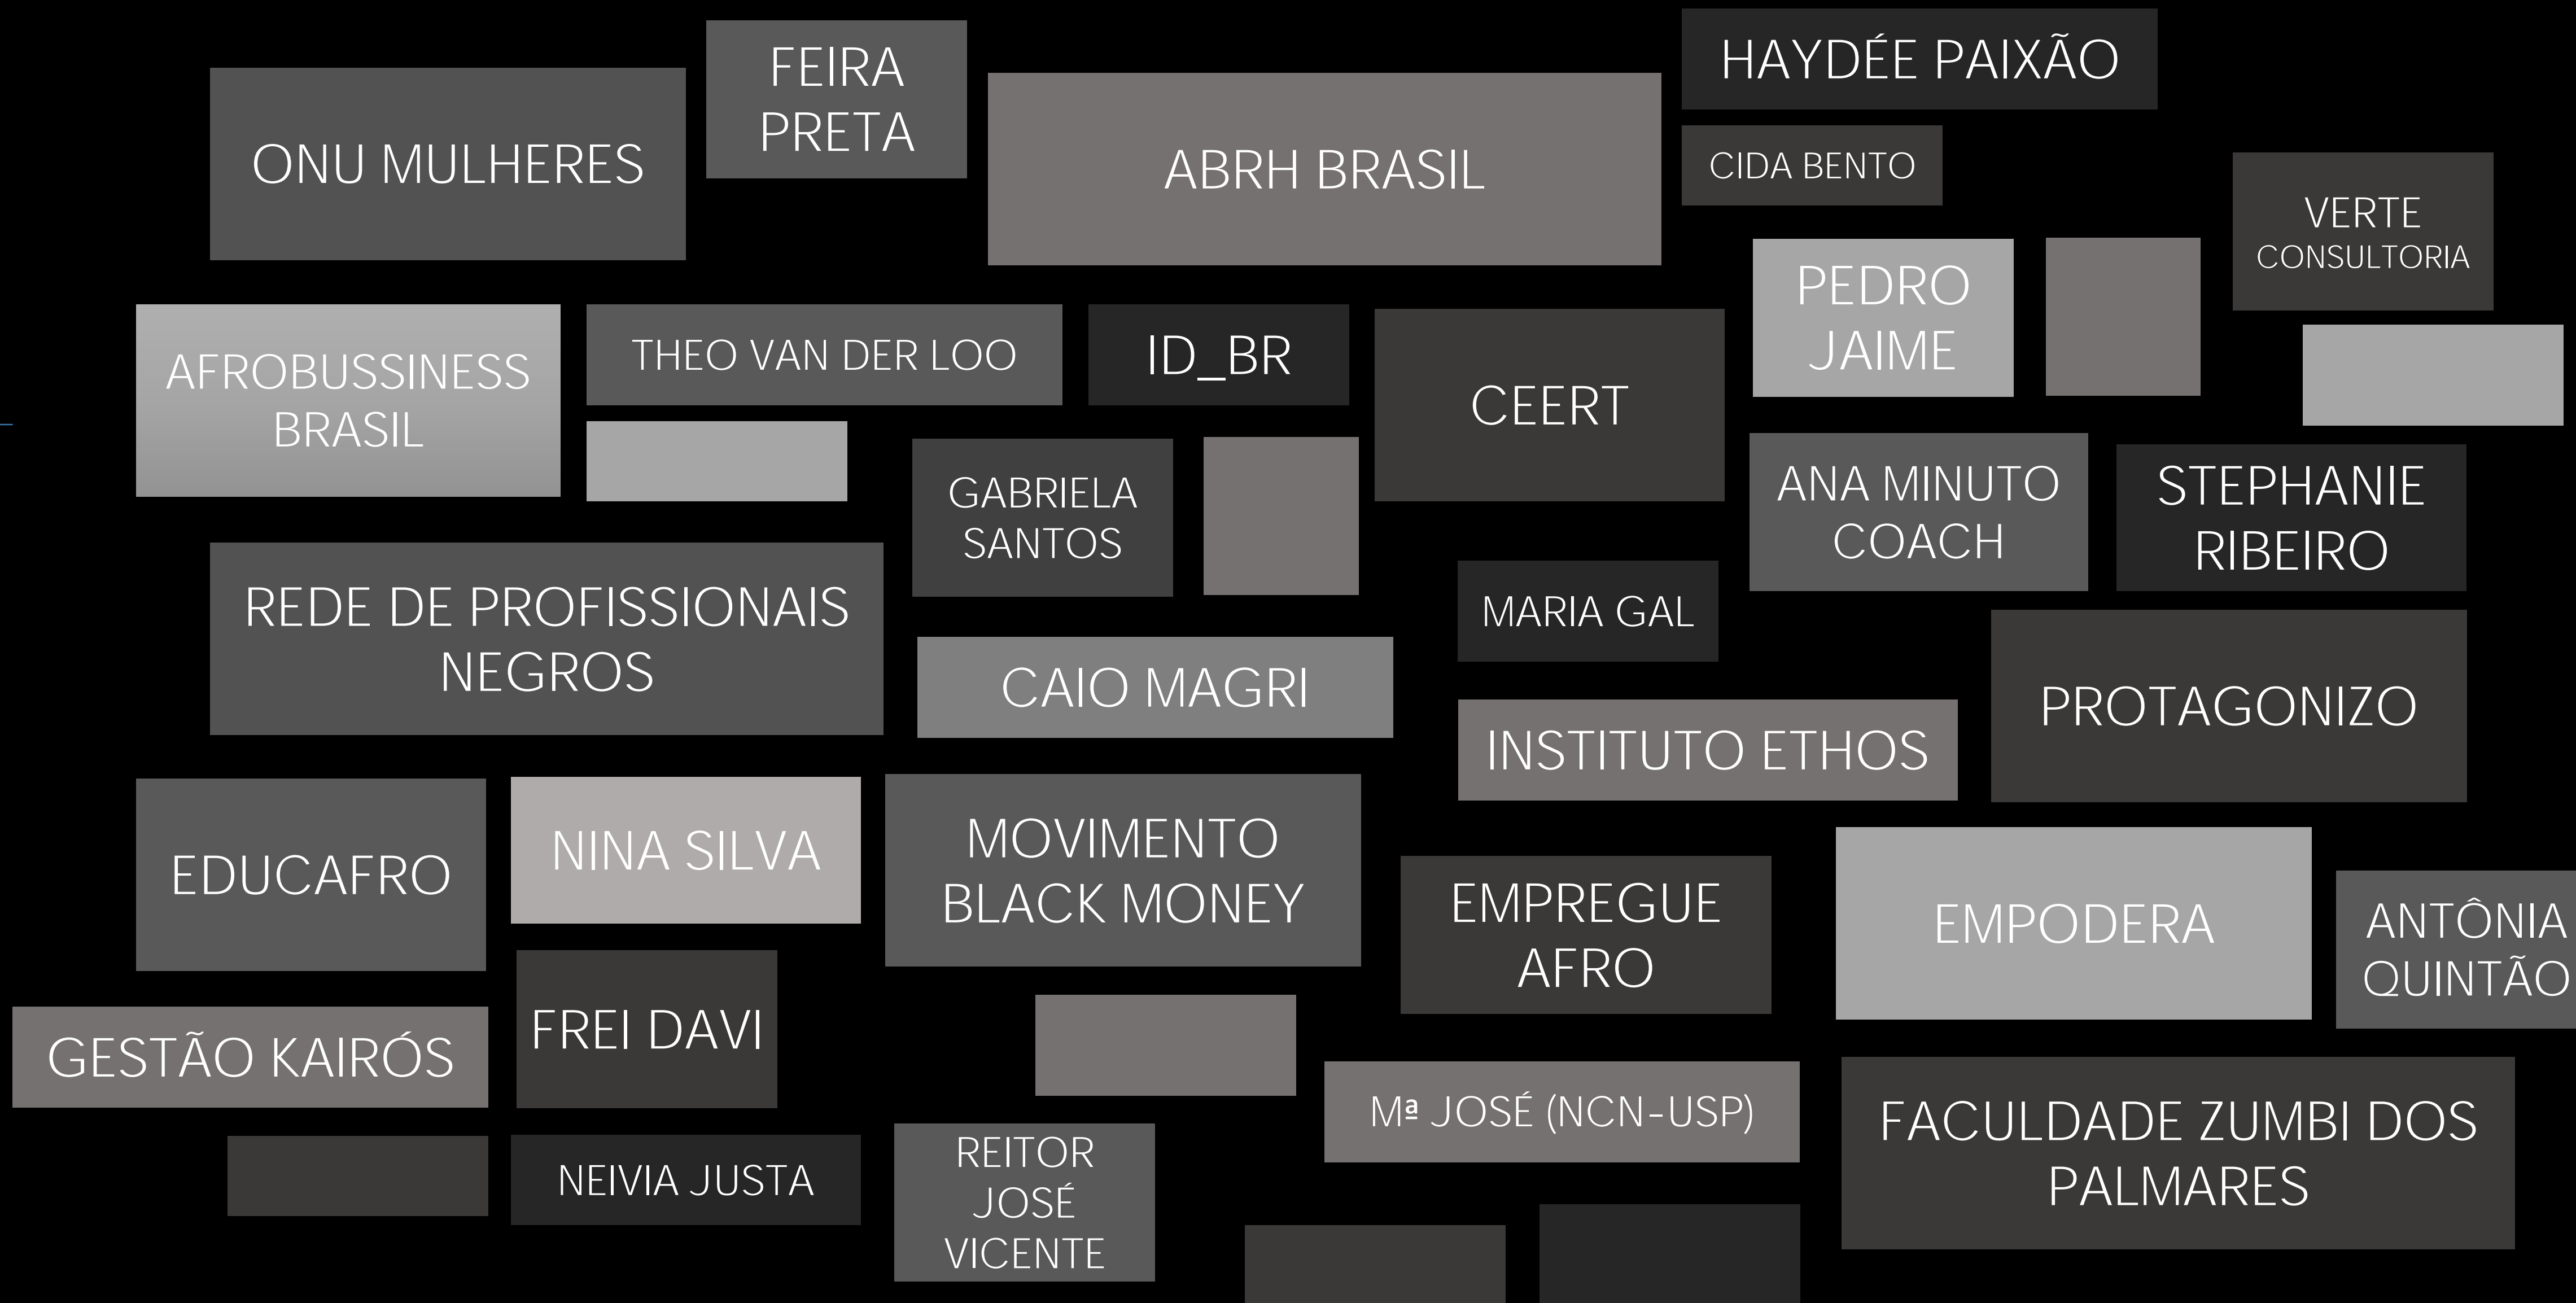 FEIRA
PRETA
HAYDÉE PAIXÃO
ONU MULHERES
ABRH BRASIL
CIDA BENTO
VERTE
CONSULTORIA
PEDRO
JAIME
AFROBUSSINESS
BRASIL
THEO VAN DER LOO
ID_BR
CEERT
GABRIELA
SANTOS
ANA MINUTO
COACH
STEPHANIE
RIBEIRO
REDE DE PROFISSIONAIS
NEGROS
MARIA GAL
CAIO MAGRI
INSTITUTO ETHOS
PROTAGONIZO
EDUCAFRO
NINA SILVA
MOVIMENTO
BLACK MONEY
EMPREGUE
AFRO
EMPODERA
ANTÔNIA
QUINTÃO
GESTÃO KAIRÓS
FREI DAVI
Mª JOSÉ (NCN-USP)
FACULDADE ZUMBI DOS
PALMARES
NEIVIA JUSTA
REITOR
JOSÉ
VICENTE